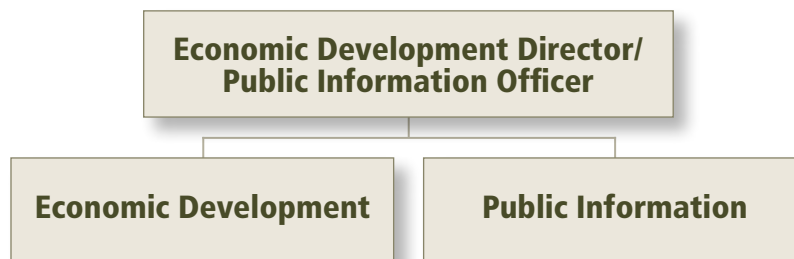 Economic Development Director/
Public Information Officer
Economic Development
Public Information